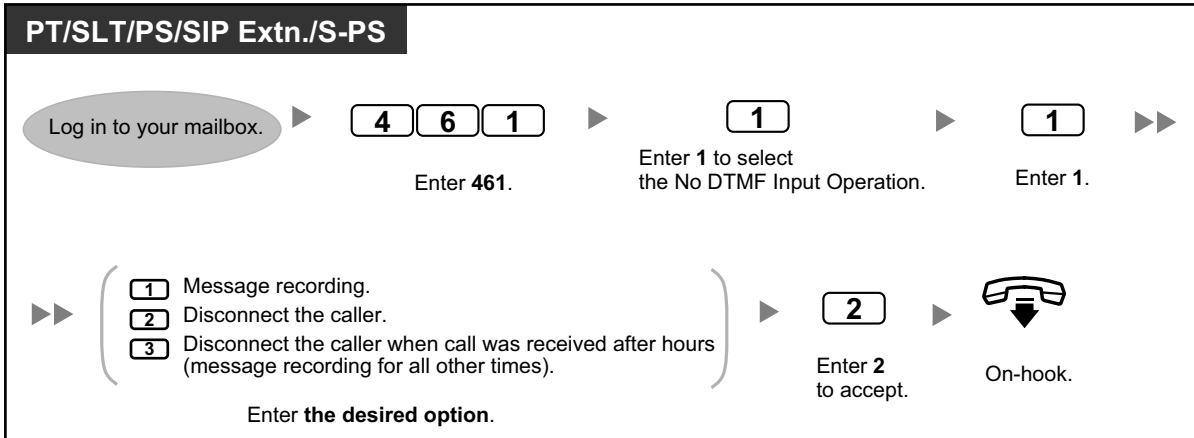 PT/SLT/PS/SIP Extn./S-PS
Log in to your mailbox.
4 6 1
Enter 461.
1
Enter 1 to select
the No DTMF Input Operation.
1
Enter 1.
1 Message recording.
2 Disconnect the caller.
3 Disconnect the caller when call was received after hours
(message recording for all other times).
Enter the desired option.
2
Enter 2
to accept.
On-hook.